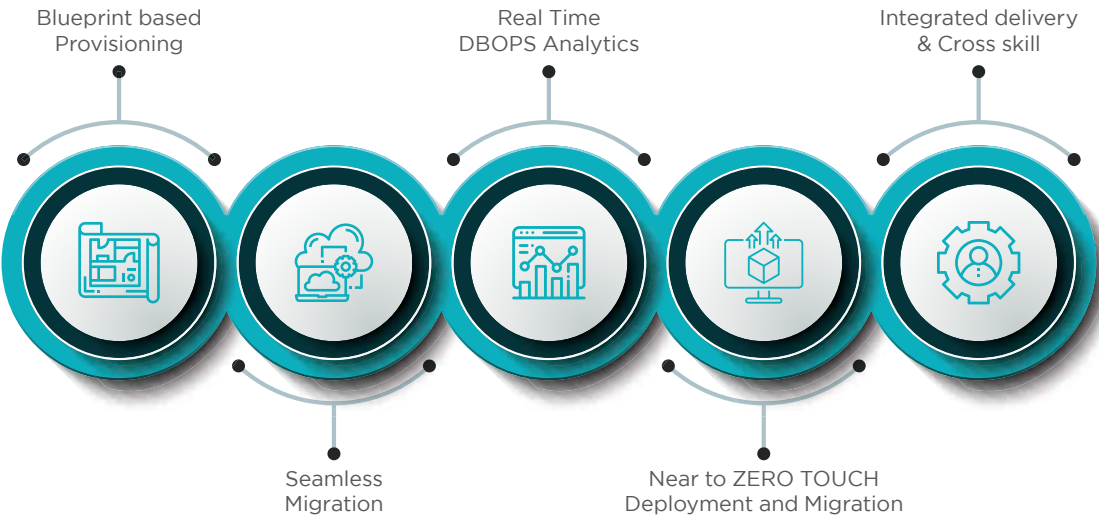 Blueprint based
Provisioning
Real Time
DBOPS Analytics
Integrated delivery
& Cross skill
Seamless
Migration
Near to ZERO TOUCH
Deployment and Migration